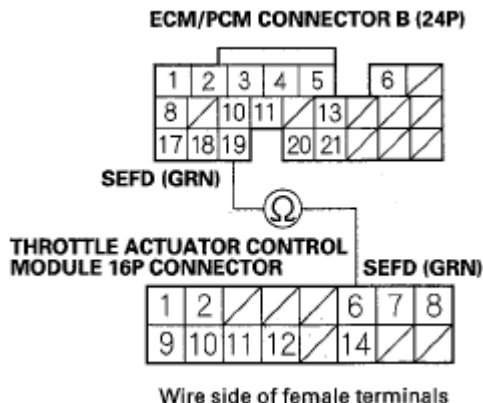 ECM/PCM CONNECTOR B (24P)
1 2 3 4 5 6
8 10 11 13
17 18 19 20 21
SEFD (GRN)
Ω
THROTTLE ACTUATOR CONTROL
MODULE 16P CONNECTOR
SEFD (GRN)
1 2 6 7 8
9 10 11 12 14
Wire side of female terminals